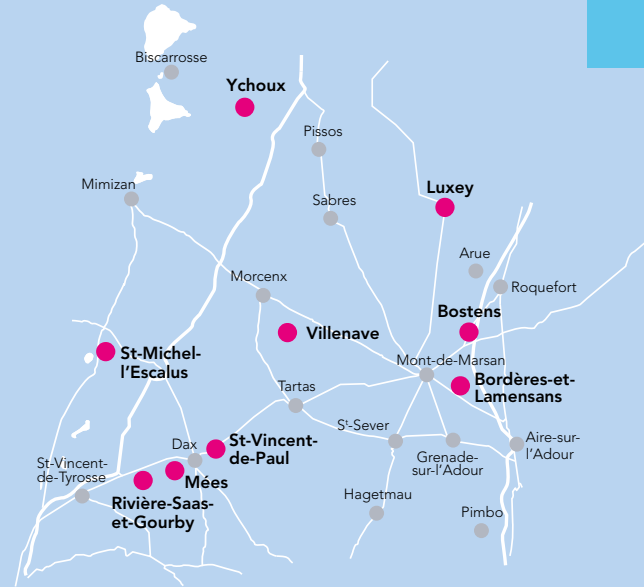 Biscarrosse
Ychoux
Pissos
Mimizan
Luxey
Sabres
Arue
Morcenx
Roquefort
Bostens
Villenave
St-Michel-
l'Escalus
Mont-de-Marsan
Bordères-et-
Lamensans
Tartas
St-Sever
St-Vincent-
de-Paul
Dax
Grenade-
sur-l'Adour
Aire-sur-
l'Adour
St-Vincent-
de-Tyrosse
Mées
Rivière-Saas-
et-Gourby
Hagetmau
Pimbo